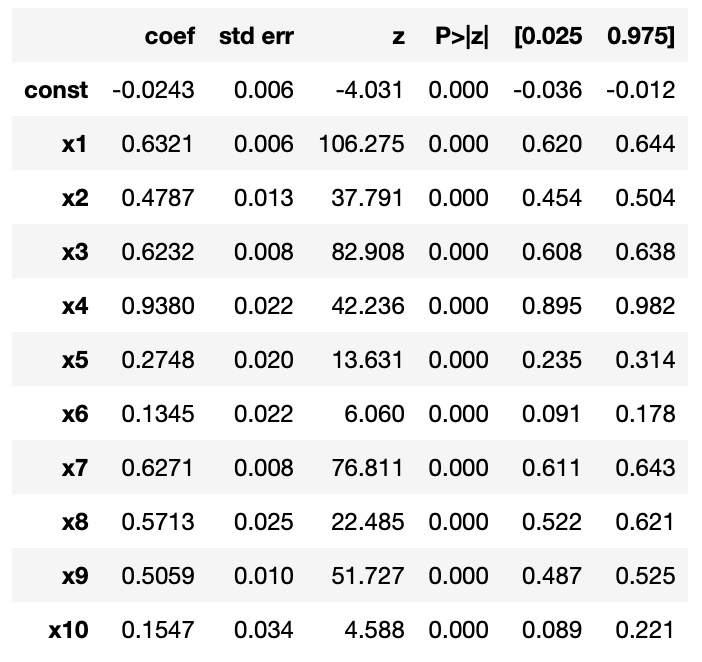 coef std err z P>|z| [0.025 0.975]
const -0.0243 0.006 -4.031 0.000 -0.036 -0.012
x1 0.6321 0.006 106.275 0.000 0.620 0.644
x2 0.4787 0.013 37.791 0.000 0.454 0.504
x3 0.6232 0.008 82.908 0.000 0.608 0.638
x4 0.9380 0.022 42.236 0.000 0.895 0.982
x5 0.2748 0.020 13.631 0.000 0.235 0.314
x6 0.1345 0.022 6.060 0.000 0.091 0.178
x7 0.6271 0.008 76.811 0.000 0.611 0.643
x8 0.5713 0.025 22.485 0.000 0.522 0.621
x9 0.5059 0.010 51.727 0.000 0.487 0.525
x10 0.1547 0.034 4.588 0.000 0.089 0.221